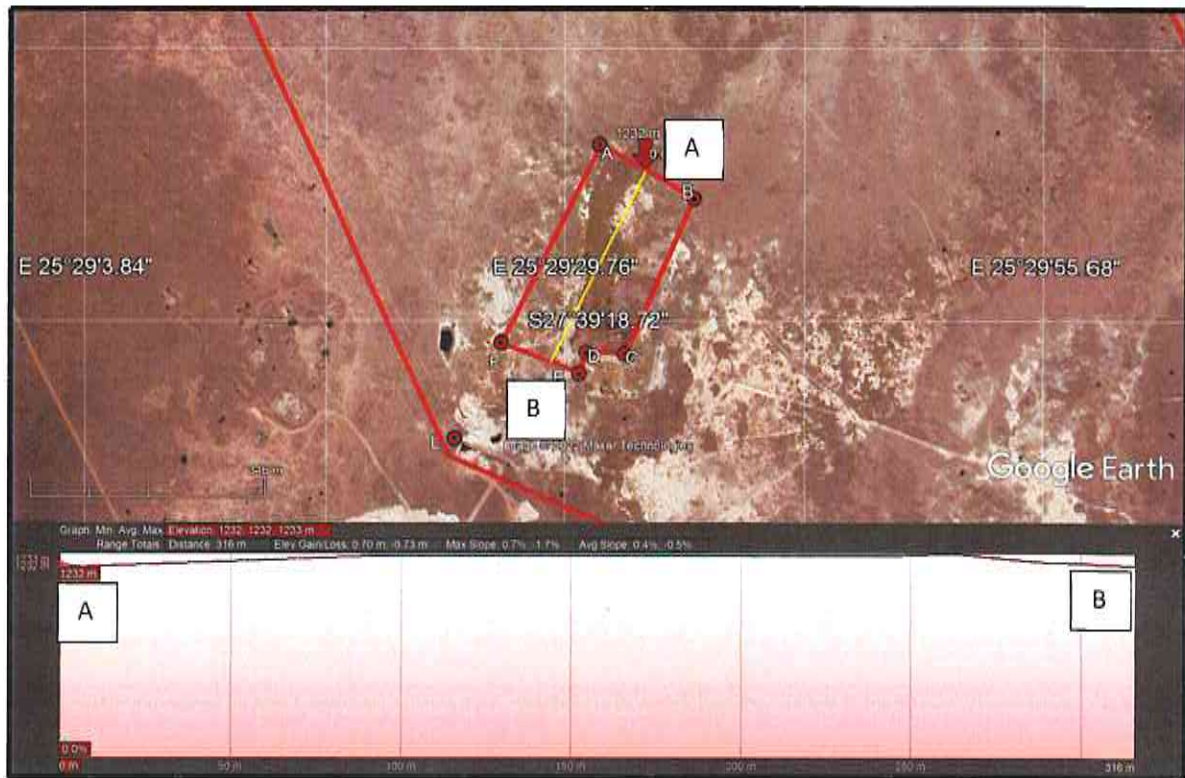 1232 m
A
A
B
E 25°29'3.84"
E 25°29'29.76"
E 25°29'55.68"
S27°39'18.72"
F
D
C
E
B
L
Maxar Technologies
Google Earth
Graph: Min, Avg, Max Elevation: 1232, 1232, 1233 m
Range Totals: Distance: 316 m Elev Gain/Loss: 0.70 m, -0.73 m Max Slope: 0.7%, -1.7% Avg Slope: 0.4%, -0.5%
1233 m
A
B
0.0%
0 m 50 m 100 m 150 m 200 m 250 m 316 m